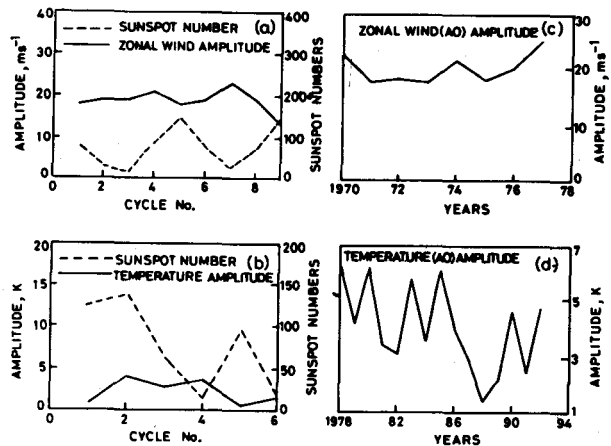 SUNSPOT NUMBER (a)
ZONAL WIND AMPLITUDE
AMPLITUDE, ms⁻¹
40
30
20
10
0
400
300
200
100
0
SUNSPOT NUMBERS
0 2 4 6 8
CYCLE No.
ZONAL WIND (AO) AMPLITUDE (c)
30
20
10
0
AMPLITUDE, ms⁻¹
1970 72 74 76 78
YEARS
SUNSPOT NUMBER (b)
TEMPERATURE AMPLITUDE
AMPLITUDE, K
20
15
10
5
0
200
150
100
50
0
SUNSPOT NUMBERS
0 2 4 6
CYCLE No.
TEMPERATURE (AO) AMPLITUDE (d)
7
5
3
1
AMPLITUDE, K
1978 82 86 90 94
YEARS